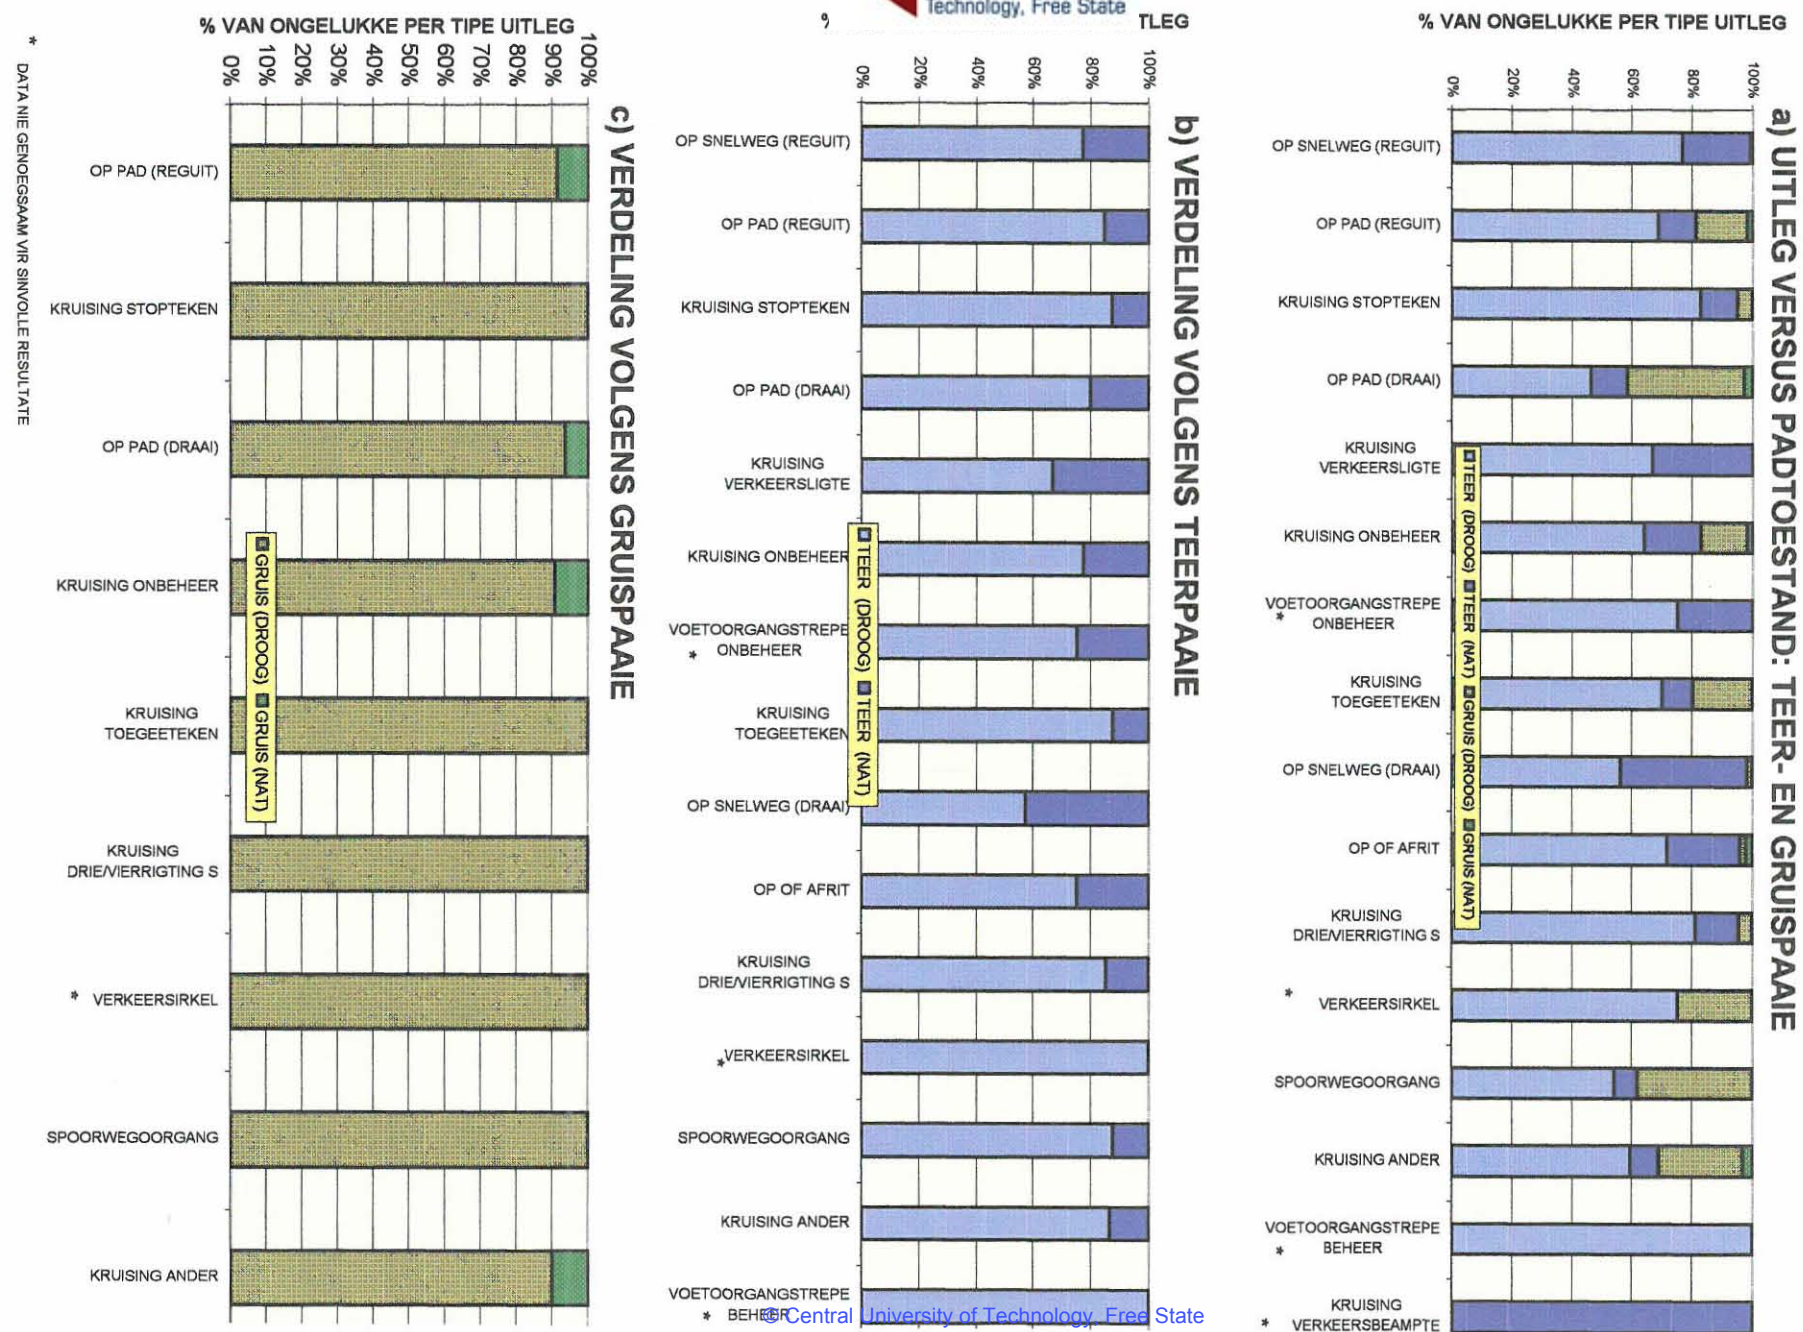 Technology, Free State
a) UITLEG VERSUS PADTOESTAND: TEER- EN GRUISPAAIE
% VAN ONGELUKKE PER TIPE UITLEG
100%
80%
60%
40%
20%
0%
OP SNELWEG (REGUIT)
OP PAD (REGUIT)
KRUISING STOPTEKEN
OP PAD (DRAAI)
KRUISING
VERKEERSLIGTE
KRUISING ONBEHEER
VOETOORGANGSTREPE
* ONBEHEER
KRUISING
TOEGEETEKEN
OP SNELWEG (DRAAI)
OP OF AFRIT
KRUISING
DRIE/VIERRIGTING S
* VERKEERSIRKEL
SPOORWEGOORGANG
KRUISING ANDER
VOETOORGANGSTREPE
* BEHEER
KRUISING
* VERKEERSBEAMPTE
TEER (DROOG) TEER (NAT) GRUIS (DROOG) GRUIS (NAT)
b) VERDELING VOLGENS TEERPAAIE
%
TLEG
100%
80%
60%
40%
20%
0%
OP SNELWEG (REGUIT)
OP PAD (REGUIT)
KRUISING STOPTEKEN
OP PAD (DRAAI)
KRUISING
VERKEERSLIGTE
KRUISING ONBEHEER
VOETOORGANGSTREPE
* ONBEHEER
KRUISING
TOEGEETEKEN
OP SNELWEG (DRAAI)
OP OF AFRIT
KRUISING
DRIE/VIERRIGTING S
* VERKEERSIRKEL
SPOORWEGOORGANG
KRUISING ANDER
VOETOORGANGSTREPE
* BEHEER
TEER (DROOG) TEER (NAT)
c) VERDELING VOLGENS GRUISPAAIE
% VAN ONGELUKKE PER TIPE UITLEG
100%
90%
80%
70%
60%
50%
40%
30%
20%
10%
0%
OP PAD (REGUIT)
KRUISING STOPTEKEN
OP PAD (DRAAI)
KRUISING ONBEHEER
KRUISING
TOEGEETEKEN
KRUISING
DRIE/VIERRIGTING S
* VERKEERSIRKEL
SPOORWEGOORGANG
KRUISING ANDER
GRUIS (DROOG) GRUIS (NAT)
* DATA NIE GENOEGSAAM VIR SINVOLLE RESULTATE
© Central University of Technology, Free State